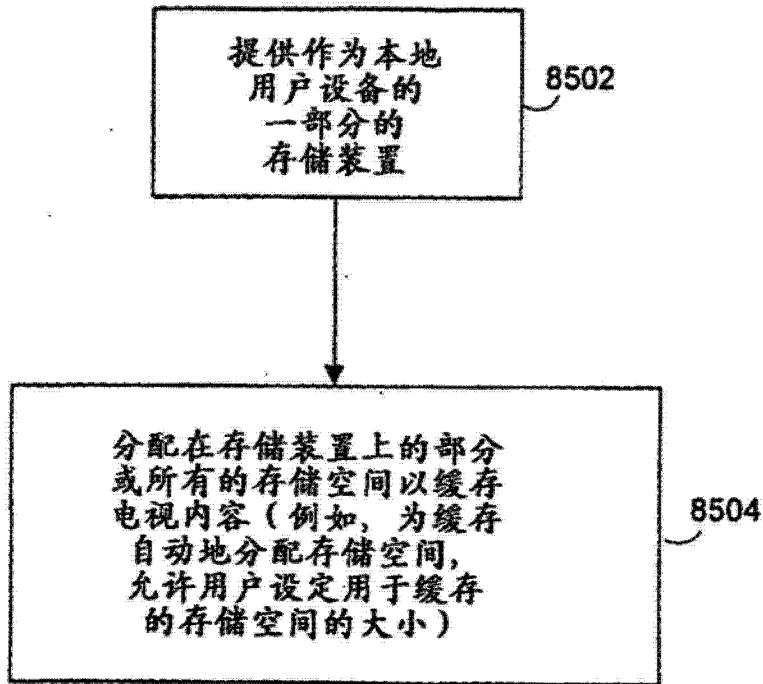 提供作为本地
用户设备的
一部分的
存储装置
8502
分配在存储装置上的部分
或所有的存储空间以缓存
电视内容(例如,为缓存
自动地分配存储空间,
允许用户设定用于缓存
的存储空间的大小)
8504